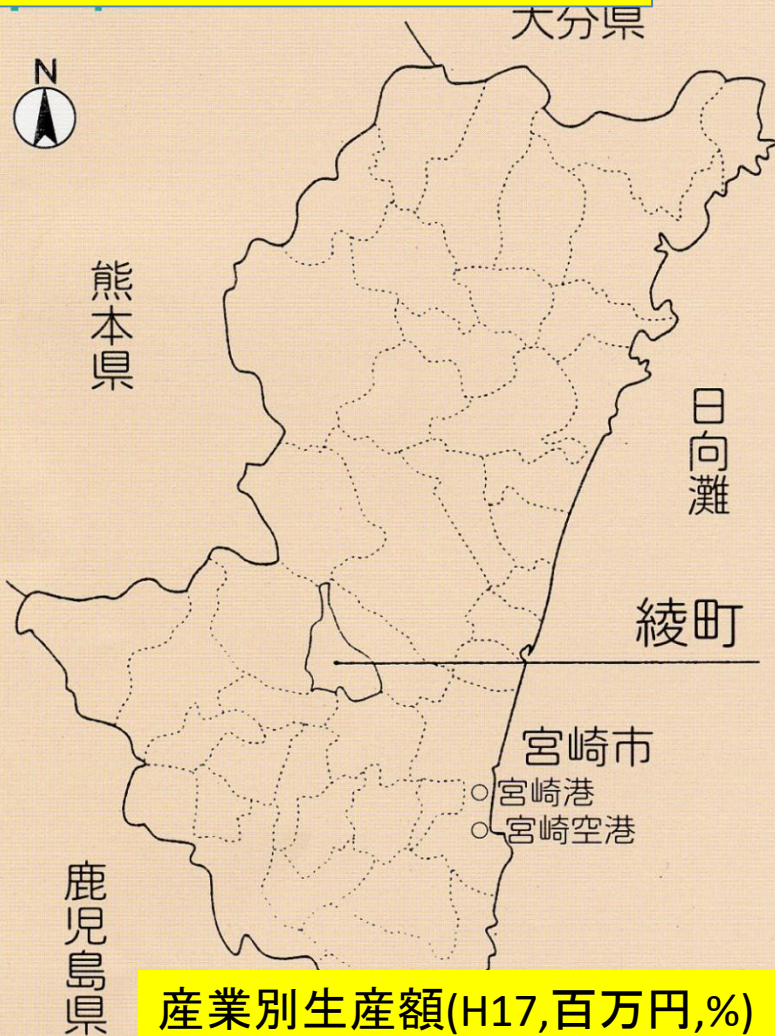 大分県
N
熊本県
日向灘
綾町
宮崎市
宮崎港
宮崎空港
鹿児島県
産業別生産額(H17,百万円,%)